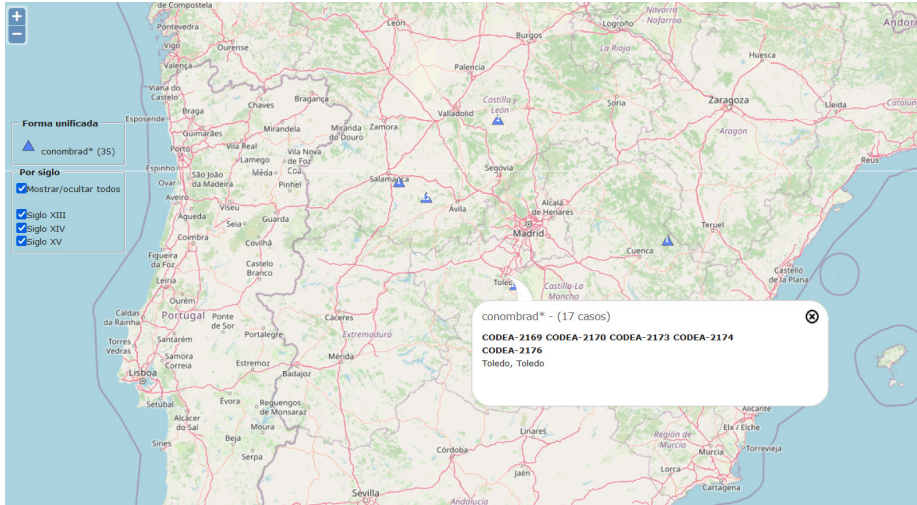 +
−
Forma unificada
conombrad* (35)
Por siglo
Mostrar/ocultar todos
Siglo XIII
Siglo XIV
Siglo XV
conombrad* - (17 casos)
CODEA-2169 CODEA-2170 CODEA-2173 CODEA-2174
CODEA-2176
Toledo, Toledo
de Compostela
Pontevedra
Vigo
Ourense
Valença
León
Burgos
Palencia
Logroño
Navarra
- Nafarroa
La Rioja
Huesca
Andor
Viana do
Castelo
Braga
Esposende
Guimarães
Chaves
Bragança
Mirandela
Miranda
do Douro
Zamora
Valladolid
Castilla y
León
Soria
Zaragoza
Aragón
Lleida
Cataluñ
Reus
Porto
Vila Real
Lamego
Vila Nova
de Foz
Côa
Espinho
Ovar
São João
da Madeira
Mêda
Pinhel
Salamanca
Segovia
Ávila
Aveiro
Viseu
Águeda
Seia
Guarda
Alcalá
de Henares
Madrid
Teruel
Cuenca
Coimbra
Covilhã
Figueira
da Foz
Castelo
Branco
Leiria
Toled
Castilla-La
Mancha
Castelló
de la Plana
Ourém
Portugal
Ponte
de Sor
Cáceres
Caldas
da Rainha
Santarém
Portalegre
Extremadura
Torres
Vedras
Samora
Correia
Estremoz
Mérida
Badajoz
Lisboa
Setúbal
Évora
Reguengos
de Monsaraz
Alcácer
do Sal
Moura
Beja
Sines
Serpa
Linares
Córdoba
Jaén
Sevilla
Andalucía
Alicante
Elx / Elche
Región de
Murcia
Murcia
Torrevieja
Lorca
Cartagena